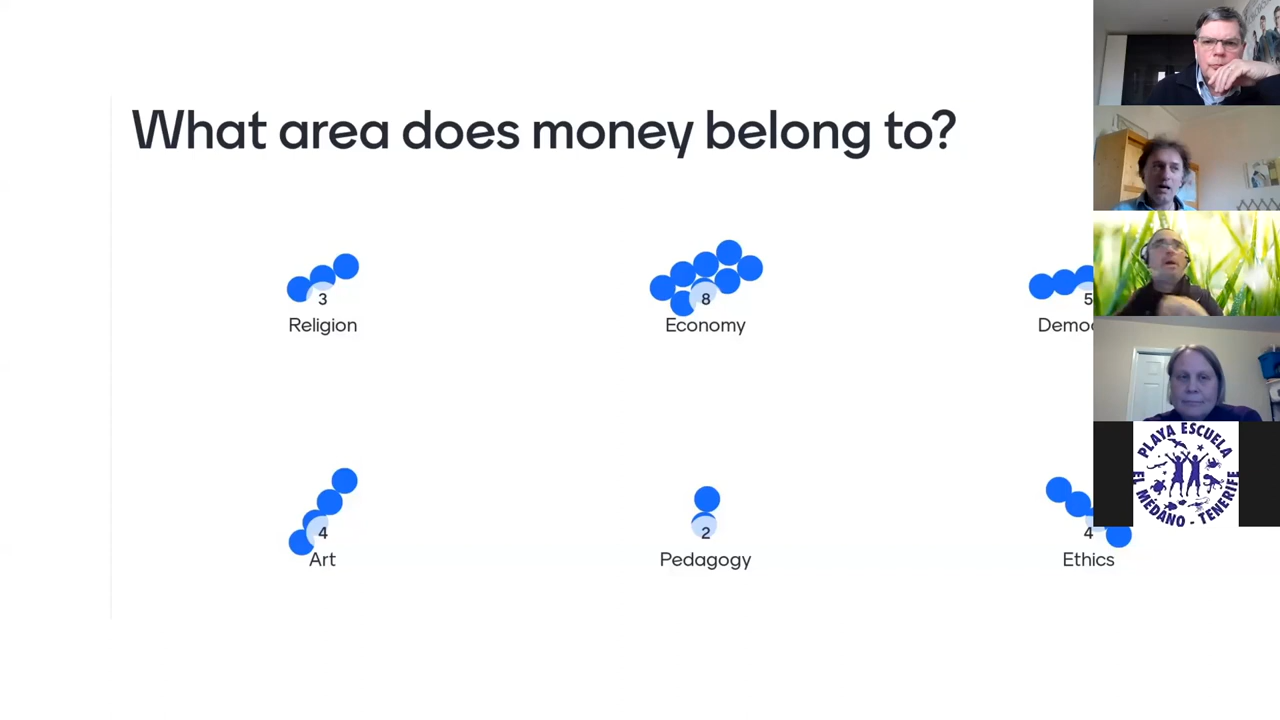 What area does money belong to?
3
8
5
Religion
Economy
4
2
4
Art
Pedagogy
Ethics
PLAYA ESCUELA
EL MÉDANO - TENERIFE